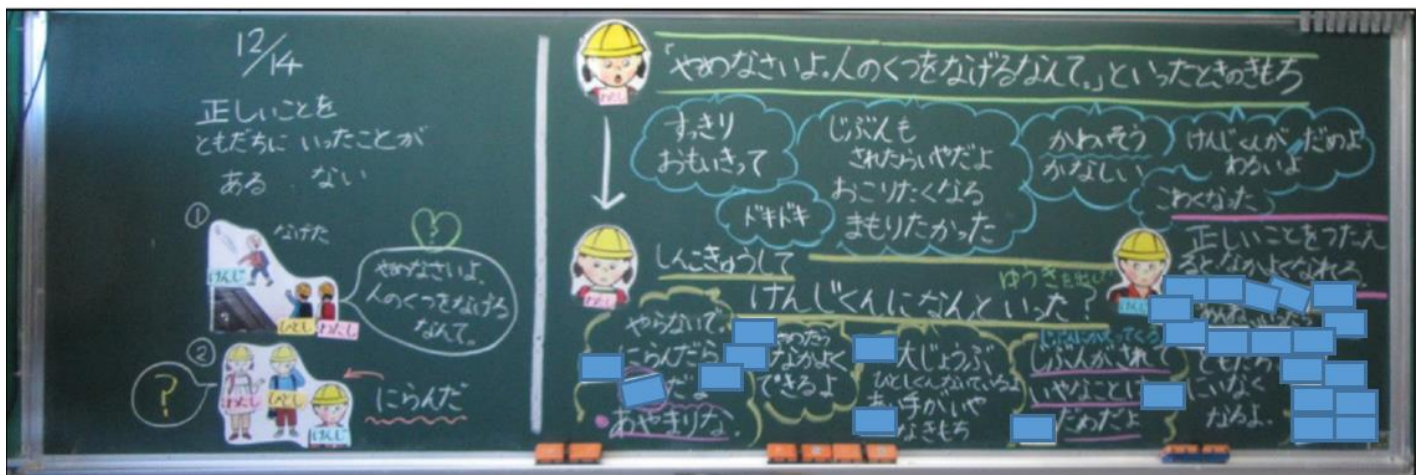 12/14
正しいことを
ともだちに いったことが
ある ない
①
なげた
けんじ
ひとし わたし
?
やめなさいよ。
人のくつをなげる
なんて。
②
?
わたし
ひとし
けんじ
にらんだ
わたし
「やめなさいよ。人のくつをなげるなんて。」といったときのきもち
すっきり
おもいきって
ドキドキ
じぶんも
されたらいやだよ
おこりたくなる
まもりたかった
かわいそう
かなしい
けんじくんが だめよ
わるいよ
こわくなった
わたし
しんこきゅうして
ゆうきを出し
けんじくんになんといった?
正しいことをつたえ
ると、なかよくなれる。
やらないで
にらんだら
だよ
あやまりな。
なかよく
できるよ
大じょうぶ
ひとしくんないているよ
あい手がいや
なきもち
じぶんがされて
いやなことは
だめだよ
ともだち
にいなく
なるよ。